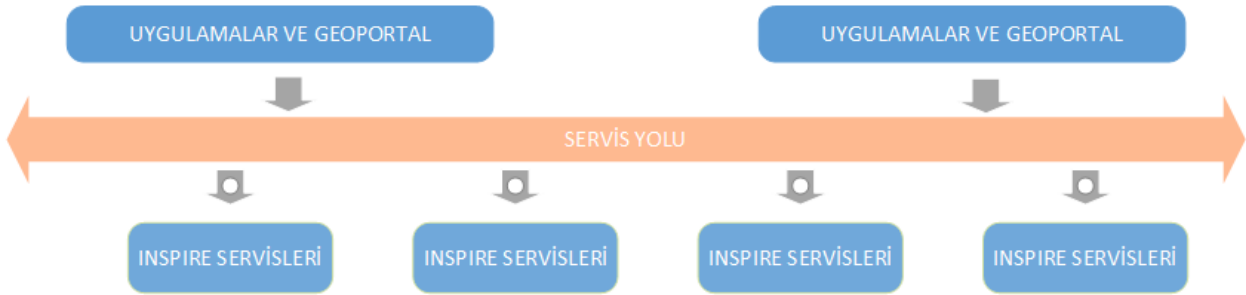 UYGULAMALAR VE GEOPORTAL
UYGULAMALAR VE GEOPORTAL
SERVİS YOLU
INSPIRE SERVİSLERİ
INSPIRE SERVİSLERİ
INSPIRE SERVİSLERİ
INSPIRE SERVİSLERİ